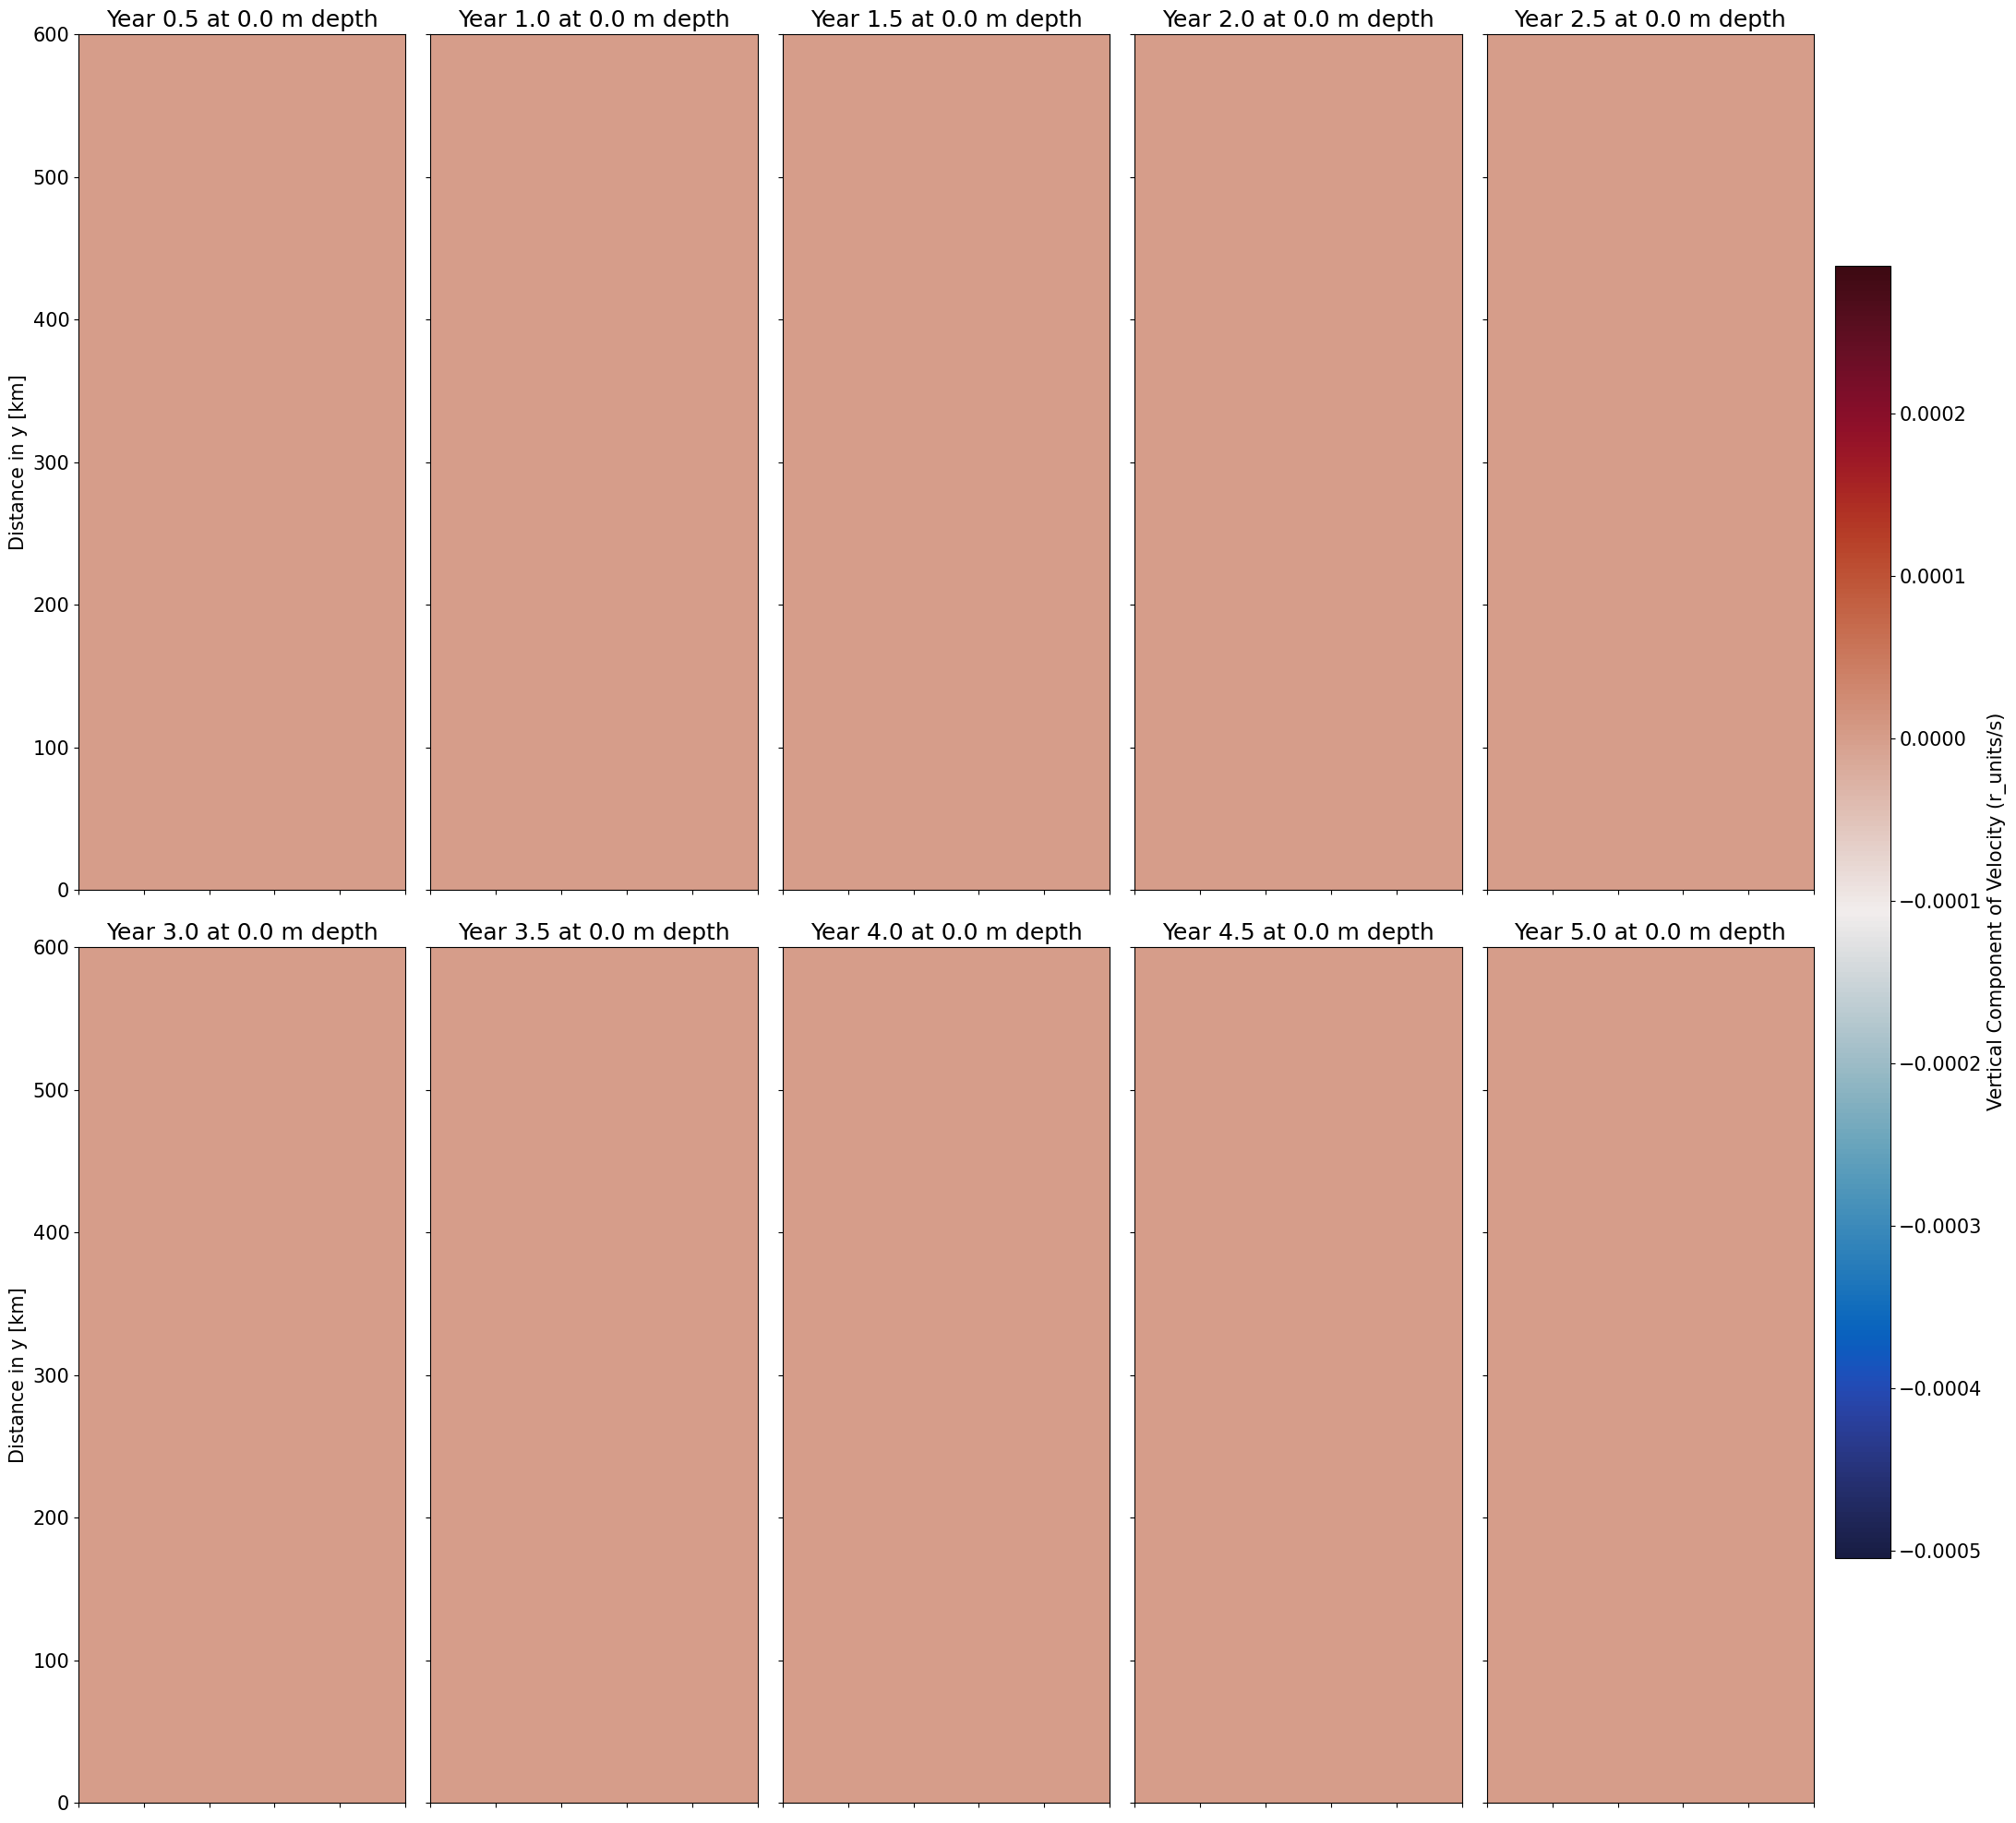 Year 0.5 at 0.0 m depth
Year 1.0 at 0.0 m depth
Year 1.5 at 0.0 m depth
Year 2.0 at 0.0 m depth
Year 2.5 at 0.0 m depth
600
500
400
300
200
100
0
Distance in y [km]
Year 3.0 at 0.0 m depth
Year 3.5 at 0.0 m depth
Year 4.0 at 0.0 m depth
Year 4.5 at 0.0 m depth
Year 5.0 at 0.0 m depth
600
500
400
300
200
100
0
Distance in y [km]
0.0002
0.0001
0.0000
−0.0001
−0.0002
−0.0003
−0.0004
−0.0005
Vertical Component of Velocity (r_units/s)